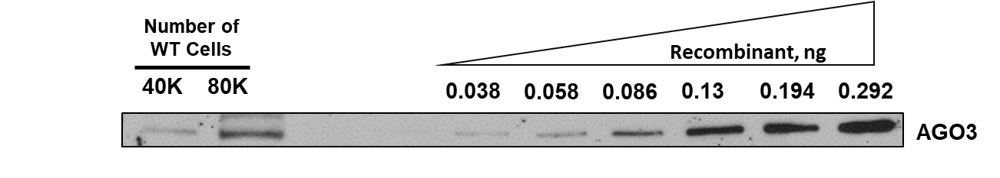 Number of
WT Cells
40K 80K
Recombinant, ng
0.038 0.058 0.086 0.13 0.194 0.292
AGO3